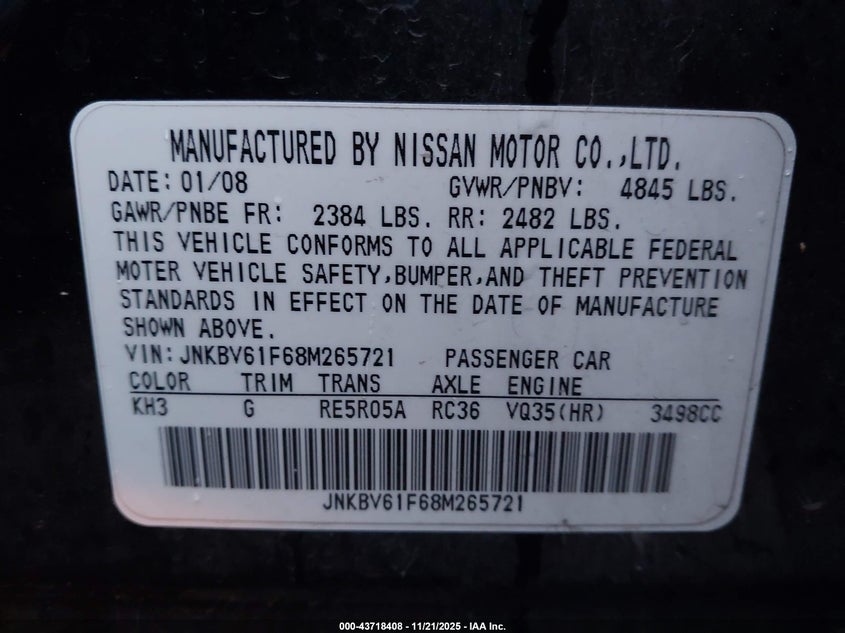 MANUFACTURED BY NISSAN MOTOR CO.,LTD.
DATE: 01/08 GVWR/PNBV: 4845 LBS.
GAWR/PNBE FR: 2384 LBS. RR: 2482 LBS.
THIS VEHICLE CONFORMS TO ALL APPLICABLE FEDERAL
MOTER VEHICLE SAFETY,BUMPER,AND THEFT PREVENTION
STANDARDS IN EFFECT ON THE DATE OF MANUFACTURE
SHOWN ABOVE.
VIN: JNKBV61F68M265721 PASSENGER CAR
COLOR TRIM TRANS AXLE ENGINE
KH3 G RE5R05A RC36 VQ35(HR) 3498CC
JNKBV61F68M265721
000-43718408 - 11/21/2025 - IAA Inc.